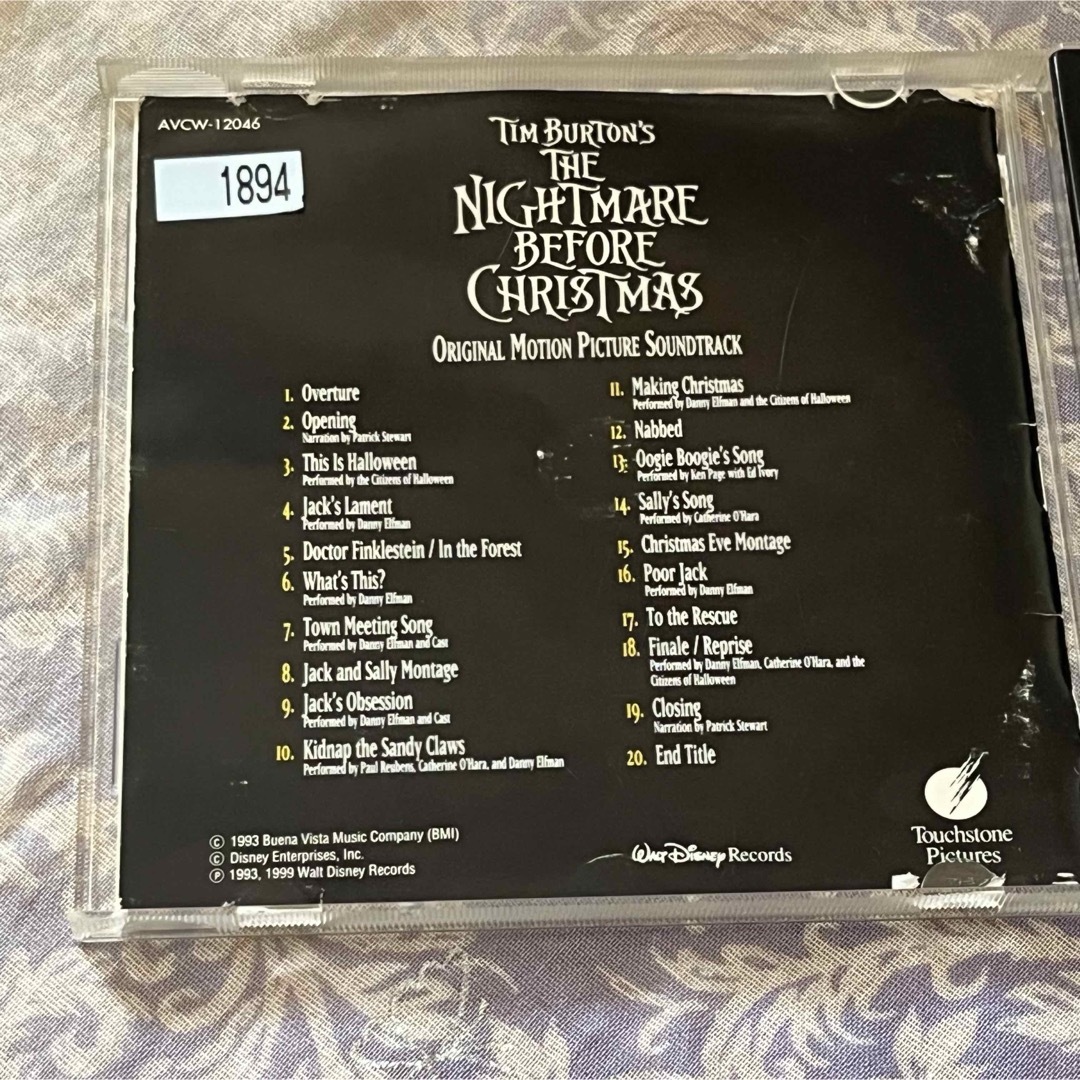 AVCW-12046
1894
TIM BURTON'S
THE
NIGHTMARE
BEFORE
CHRISTMAS
ORIGINAL MOTION PICTURE SOUNDTRACK
1. Overture
2. Opening
Narration by Patrick Stewart
3. This Is Halloween
Performed by the Citizens of Halloween
4. Jack's Lament
Performed by Danny Elfman
5. Doctor Finklestein / In the Forest
6. What's This?
Performed by Danny Elfman
7. Town Meeting Song
Performed by Danny Elfman and Cast
8. Jack and Sally Montage
9. Jack's Obsession
Performed by Danny Elfman and Cast
10. Kidnap the Sandy Claws
Performed by Paul Reubens, Catherine O'Hara, and Danny Elfman
11. Making Christmas
Performed by Danny Elfman and the Citizens of Halloween
12. Nabbed
13. Oogie Boogie's Song
Performed by Ken Page with Ed Ivory
14. Sally's Song
Performed by Catherine O'Hara
15. Christmas Eve Montage
16. Poor Jack
Performed by Danny Elfman
17. To the Rescue
18. Finale / Reprise
Performed by Danny Elfman, Catherine O'Hara, and the
Citizens of Halloween
19. Closing
Narration by Patrick Stewart
20. End Title
© 1993 Buena Vista Music Company (BMI)
© Disney Enterprises, Inc.
℗ 1993, 1999 Walt Disney Records
WALT DISNEY Records
Touchstone
Pictures